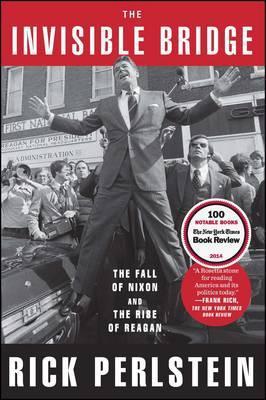 THE
INVISIBLE BRIDGE
FIRST NAT
REAGAN FOR PRESIDENT
ADMINISTRATION
100
NOTABLE BOOKS
The New York Times
Book Review
2014
THE
FALL OF NIXON
AND
THE RISE
OF REAGAN
"A Rosetta stone
for reading
America and its
politics today."
—FRANK RICH,
THE NEW YORK TIMES
BOOK REVIEW
RICK PERLSTEIN